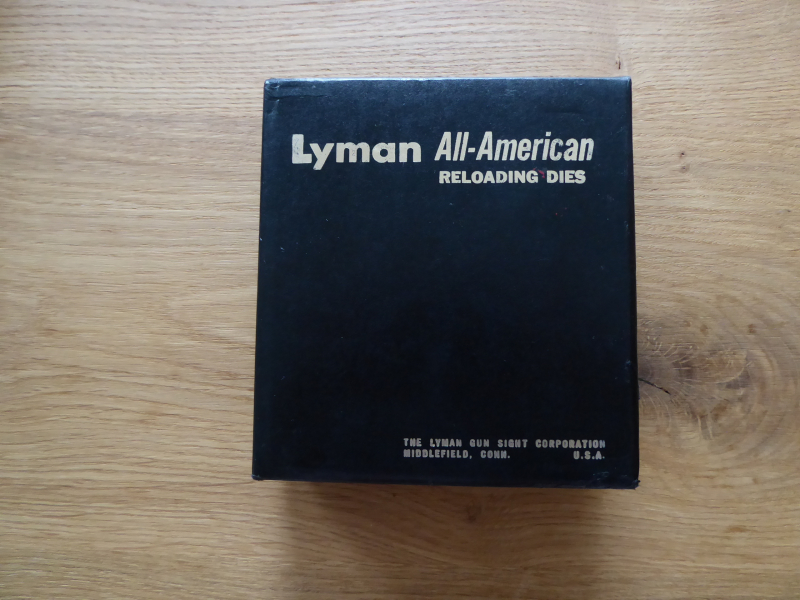 Lyman All-American
RELOADING DIES
THE LYMAN GUN SIGHT CORPORATION
MIDDLEFIELD, CONN. U.S.A.